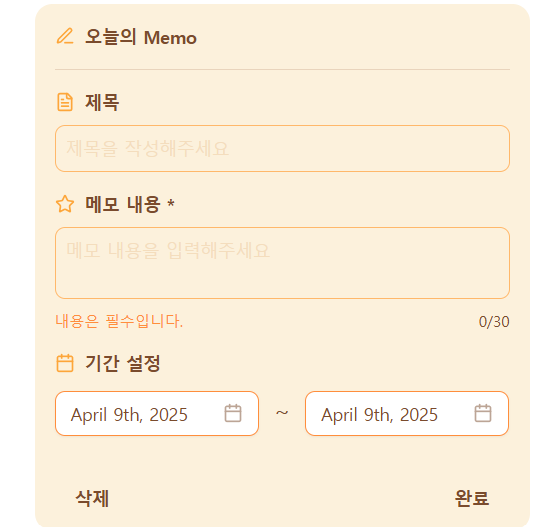 오늘의 Memo
제목
제목을 작성해주세요
메모 내용 *
메모 내용을 입력해주세요
내용은 필수입니다. 0/30
기간 설정
April 9th, 2025 ~ April 9th, 2025
삭제 완료